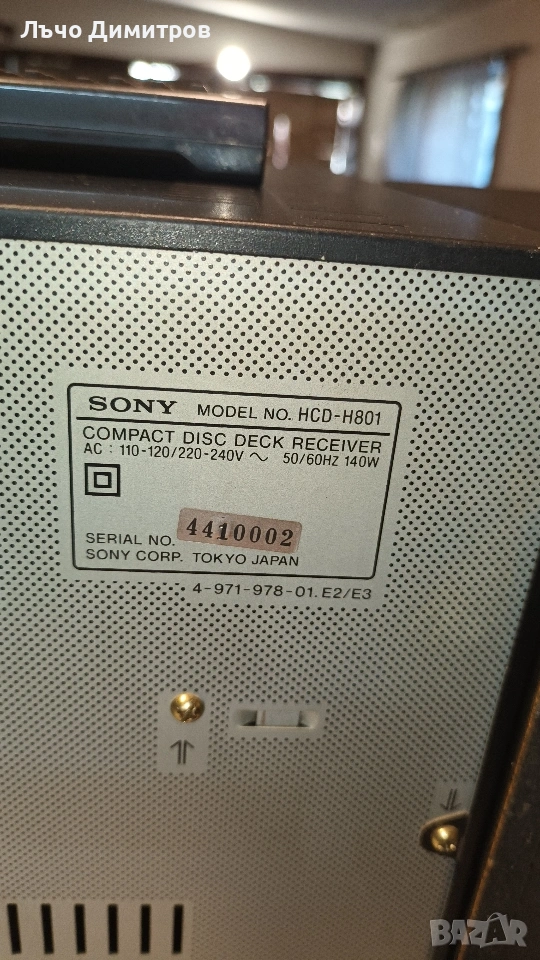 Лъчо Димитров
SONY MODEL NO. HCD-H801
COMPACT DISC DECK RECEIVER
AC : 110-120/220-240V ~ 50/60HZ 140W
SERIAL NO. 4410002
SONY CORP. TOKYO JAPAN
4-971-978-01. E2/E3
BAZAR